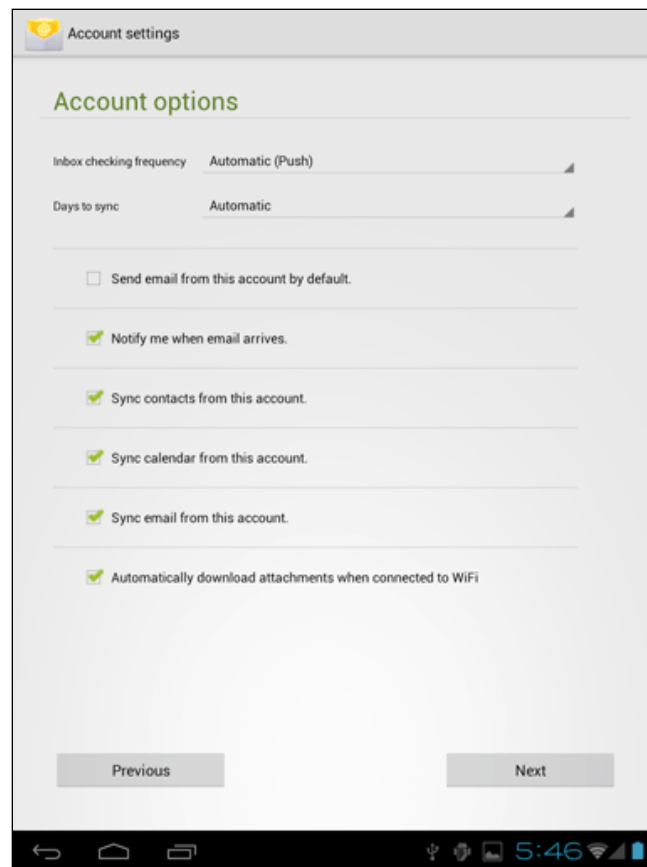 Account settings
Account options
Inbox checking frequency Automatic (Push)
Days to sync Automatic
Send email from this account by default.
Notify me when email arrives.
Sync contacts from this account.
Sync calendar from this account.
Sync email from this account.
Automatically download attachments when connected to WiFi
Previous Next
5:46